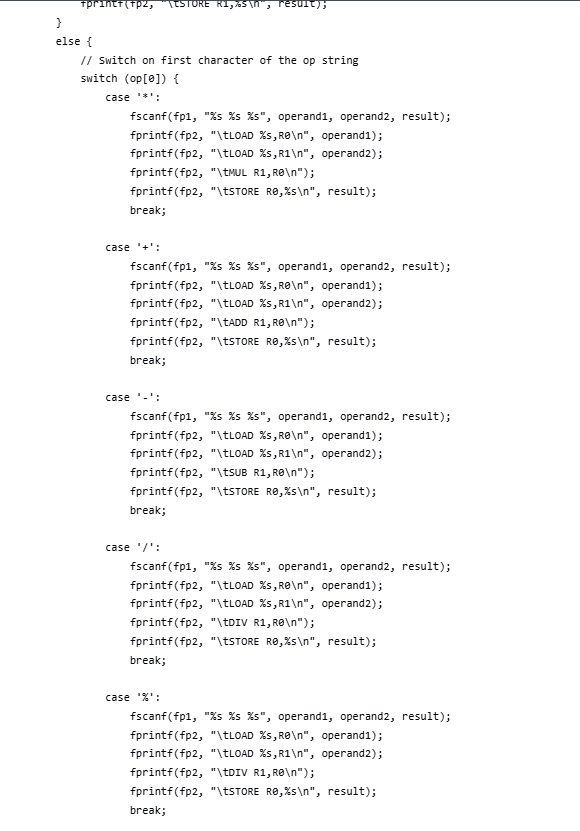 fprintf(fp2, "\tSTORE R1,%s\n", result);
}
else {
// Switch on first character of the op string
switch (op[0]) {
case '*':
fscanf(fp1, "%s %s %s", operand1, operand2, result);
fprintf(fp2, "\tLOAD %s,R0\n", operand1);
fprintf(fp2, "\tLOAD %s,R1\n", operand2);
fprintf(fp2, "\tMUL R1,R0\n");
fprintf(fp2, "\tSTORE R0,%s\n", result);
break;
case '+':
fscanf(fp1, "%s %s %s", operand1, operand2, result);
fprintf(fp2, "\tLOAD %s,R0\n", operand1);
fprintf(fp2, "\tLOAD %s,R1\n", operand2);
fprintf(fp2, "\tADD R1,R0\n");
fprintf(fp2, "\tSTORE R0,%s\n", result);
break;
case '-':
fscanf(fp1, "%s %s %s", operand1, operand2, result);
fprintf(fp2, "\tLOAD %s,R0\n", operand1);
fprintf(fp2, "\tLOAD %s,R1\n", operand2);
fprintf(fp2, "\tSUB R1,R0\n");
fprintf(fp2, "\tSTORE R0,%s\n", result);
break;
case '/':
fscanf(fp1, "%s %s %s", operand1, operand2, result);
fprintf(fp2, "\tLOAD %s,R0\n", operand1);
fprintf(fp2, "\tLOAD %s,R1\n", operand2);
fprintf(fp2, "\tDIV R1,R0\n");
fprintf(fp2, "\tSTORE R0,%s\n", result);
break;
case '%':
fscanf(fp1, "%s %s %s", operand1, operand2, result);
fprintf(fp2, "\tLOAD %s,R0\n", operand1);
fprintf(fp2, "\tLOAD %s,R1\n", operand2);
fprintf(fp2, "\tDIV R1,R0\n");
fprintf(fp2, "\tSTORE R0,%s\n", result);
break;